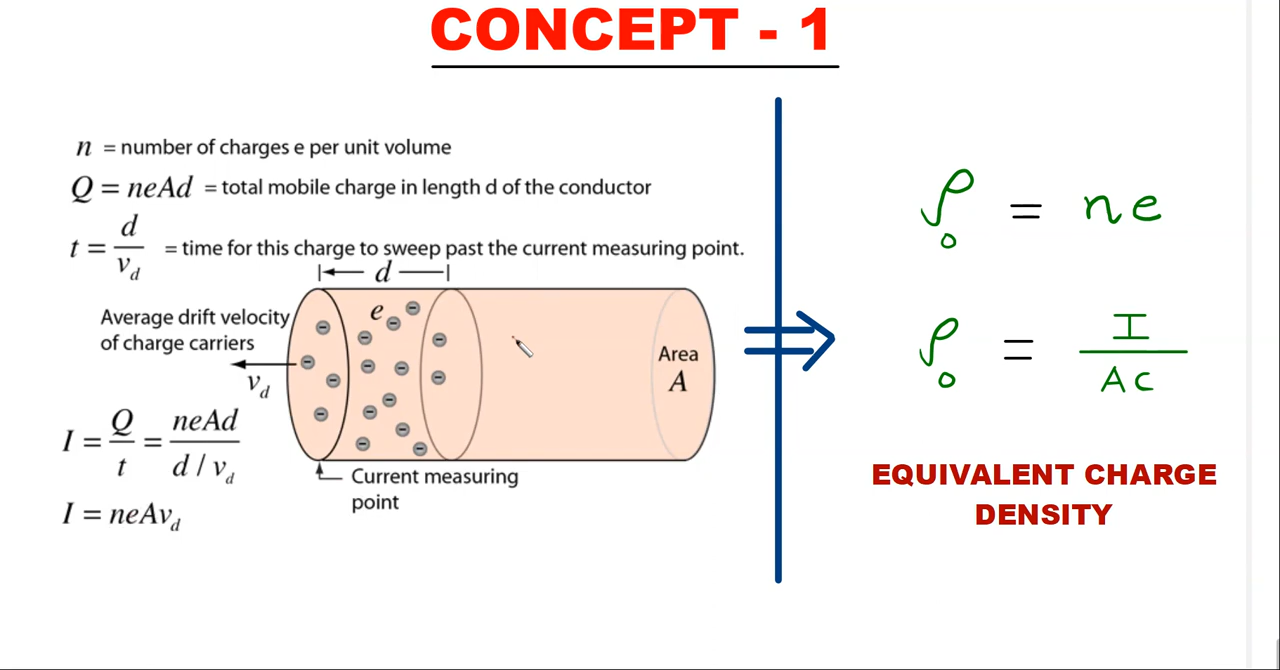 CONCEPT - 1
n = number of charges e per unit volume
Q = neAd = total mobile charge in length d of the conductor
t = d / v_d = time for this charge to sweep past the current measuring point.
d
e
Average drift velocity
of charge carriers
v_d
Area
A
I = Q / t = neAd / d / v_d
Current measuring
point
I = neAv_d
ρ₀ = ne
ρ₀ = I / AC
EQUIVALENT CHARGE
DENSITY